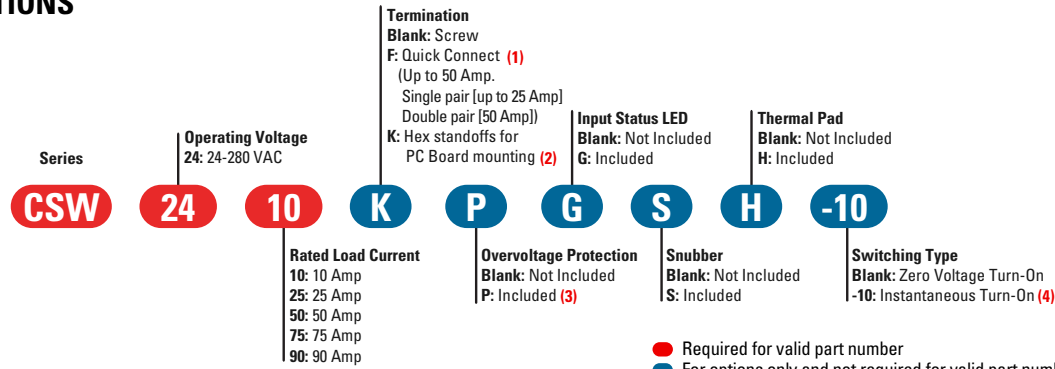 TIONS
Termination
Blank: Screw
F: Quick Connect (1)
(Up to 50 Amp.
Single pair [up to 25 Amp]
Double pair [50 Amp])
K: Hex standoffs for
PC Board mounting (2)
Input Status LED
Blank: Not Included
G: Included
Thermal Pad
Blank: Not Included
H: Included
Operating Voltage
24: 24-280 VAC
Series
CSW 24 10 K P G S H -10
Rated Load Current
10: 10 Amp
25: 25 Amp
50: 50 Amp
75: 75 Amp
90: 90 Amp
Overvoltage Protection
Blank: Not Included
P: Included (3)
Snubber
Blank: Not Included
S: Included
Switching Type
Blank: Zero Voltage Turn-On
-10: Instantaneous Turn-On (4)
Required for valid part number
For options only and not required for valid part num